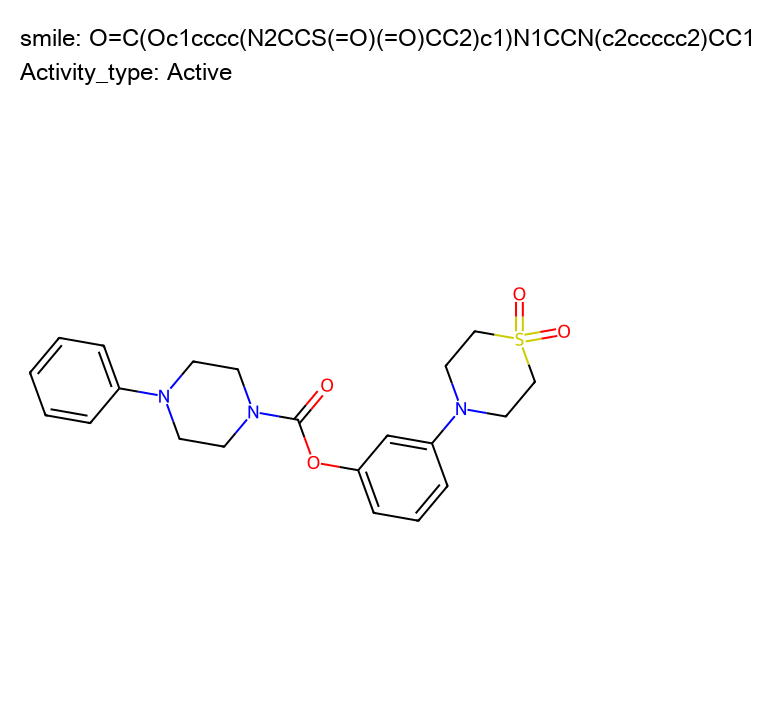 smile: O=C(Oc1cccc(N2CCS(=O)(=O)CC2)c1)N1CCN(c2ccccc2)CC1
Activity_type: Active
O
O
S
O
N
N
N
O